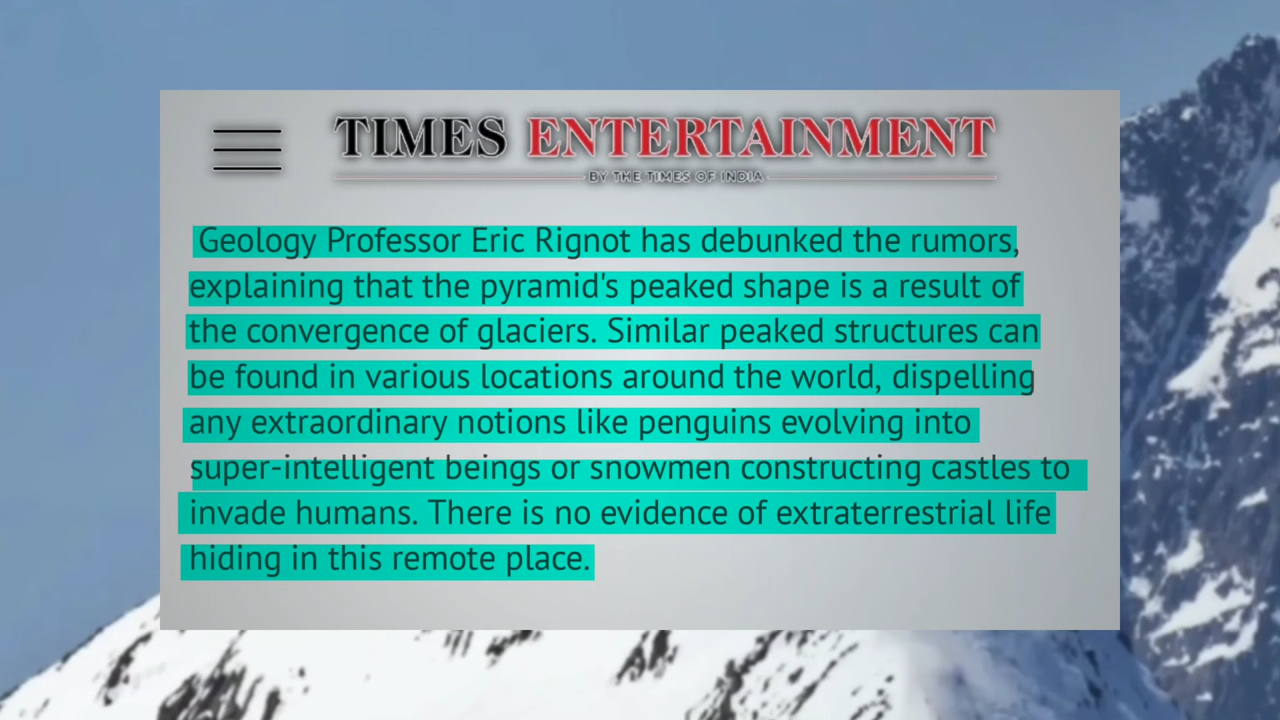 TIMES ENTERTAINMENT
BY THE TIMES OF INDIA
Geology Professor Eric Rignot has debunked the rumors,
explaining that the pyramid's peaked shape is a result of
the convergence of glaciers. Similar peaked structures can
be found in various locations around the world, dispelling
any extraordinary notions like penguins evolving into
super-intelligent beings or snowmen constructing castles to
invade humans. There is no evidence of extraterrestrial life
hiding in this remote place.